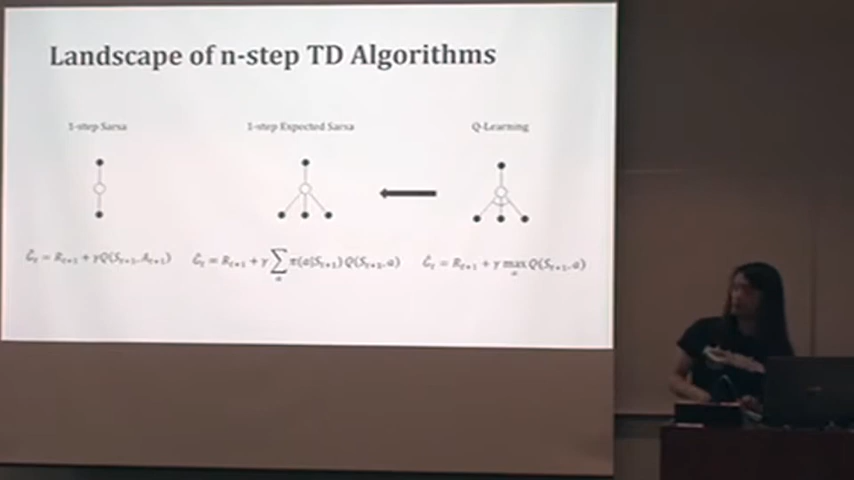 Landscape of n-step TD Algorithms
1-step Sarsa
1-step Expected Sarsa
Q-Learning
Ĝₜ = Rₜ₊₁ + γQ(Sₜ₊₁, Aₜ₊₁)
Ĝₜ = Rₜ₊₁ + γ ∑ₐ π(a|Sₜ₊₁)Q(Sₜ₊₁, a)
Ĝₜ = Rₜ₊₁ + γ maxₐ Q(Sₜ₊₁, a)